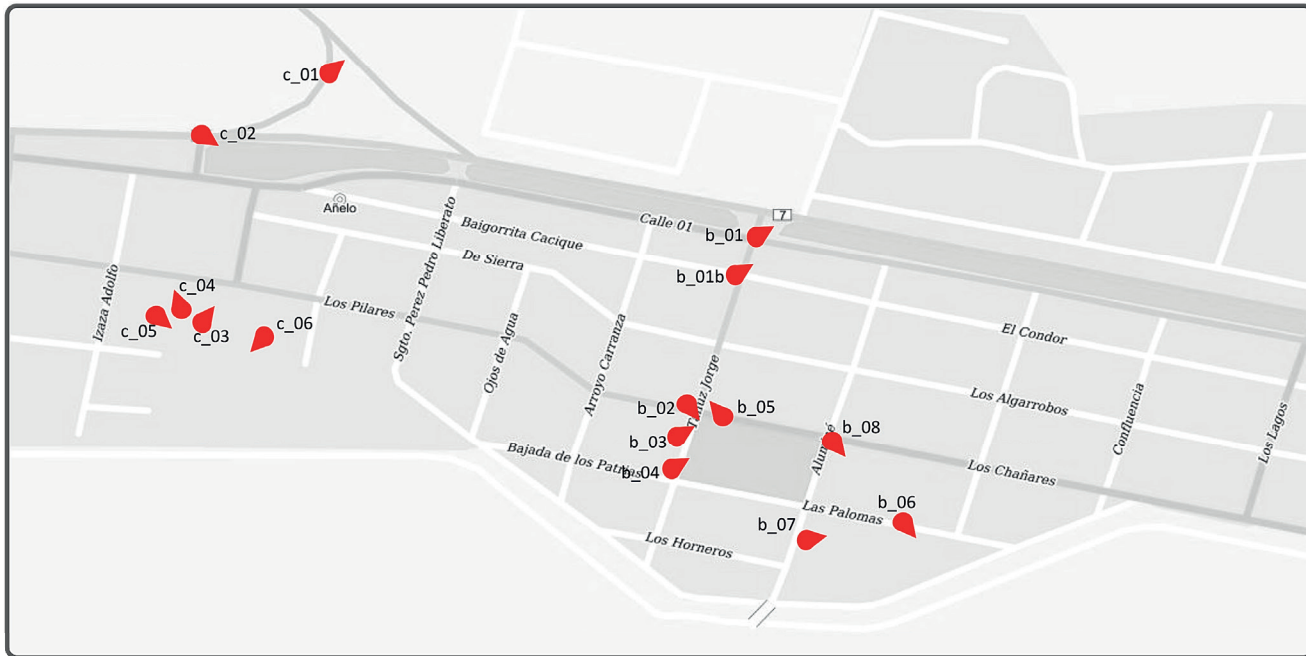 c_01
c_02
Añelo
Calle 01
7
b_01
b_01b
Baigorrita Cacique
De Sierra
Sgto. Perez Pedro Liberato
Izaza Adolfo
c_04
c_05
c_03
c_06
Los Pilares
Ojos de Agua
Arroyo Carranza
El Condor
Los Algarrobos
Confluencia
Los Lagos
b_02
b_05
b_03
b_08
b_04
Bajada de los Patrias
Los Chañares
Las Palomas
b_06
b_07
Los Horneros